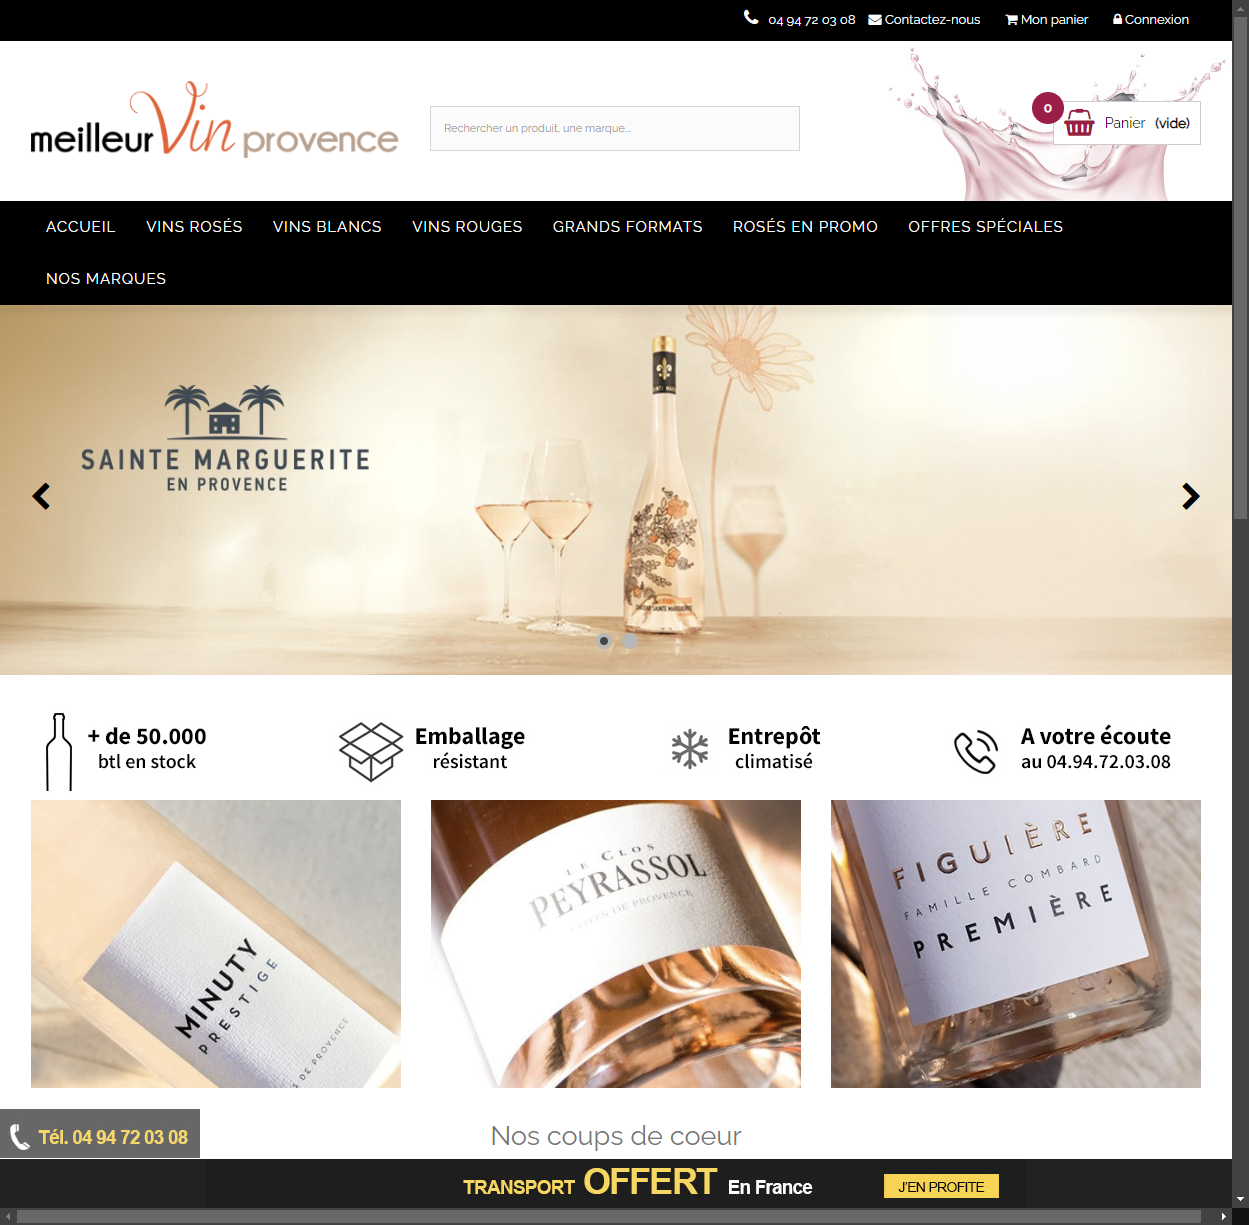 04 94 72 03 08 Contactez-nous Mon panier Connexion
meilleur Vin provence
Rechercher un produit, une marque...
0
Panier (vide)
ACCUEIL VINS ROSÉS VINS BLANCS VINS ROUGES GRANDS FORMATS ROSÉS EN PROMO OFFRES SPÉCIALES
NOS MARQUES
SAINTE MARGUERITE
EN PROVENCE
+ de 50.000
btl en stock
Emballage
résistant
Entrepôt
climatisé
A votre écoute
au 04.94.72.03.08
MINUTY
PRESTIGE
DE PROVENCE
LE CLOS
PEYRASSOL
CÔTES DE PROVENCE
FIGUIÈRE
FAMILLE COMBARD
PREMIÈRE
Tél. 04 94 72 03 08
Nos coups de coeur
TRANSPORT OFFERT En France
J'EN PROFITE